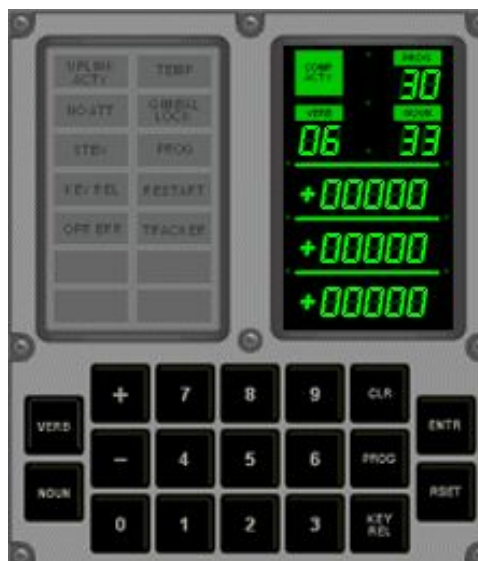 UPLINK ACTY
TEMP
NO ATT
GIMBAL LOCK
STBY
PROG
KEY REL
RESTART
OPR ERR
TRACKER
COMP ACTY
PROG
30
VERB
NOUN
06
33
+00000
+00000
+00000
VERB
NOUN
+
7
8
9
CLR
-
4
5
6
PROG
0
1
2
3
KEY REL
ENTR
RSET